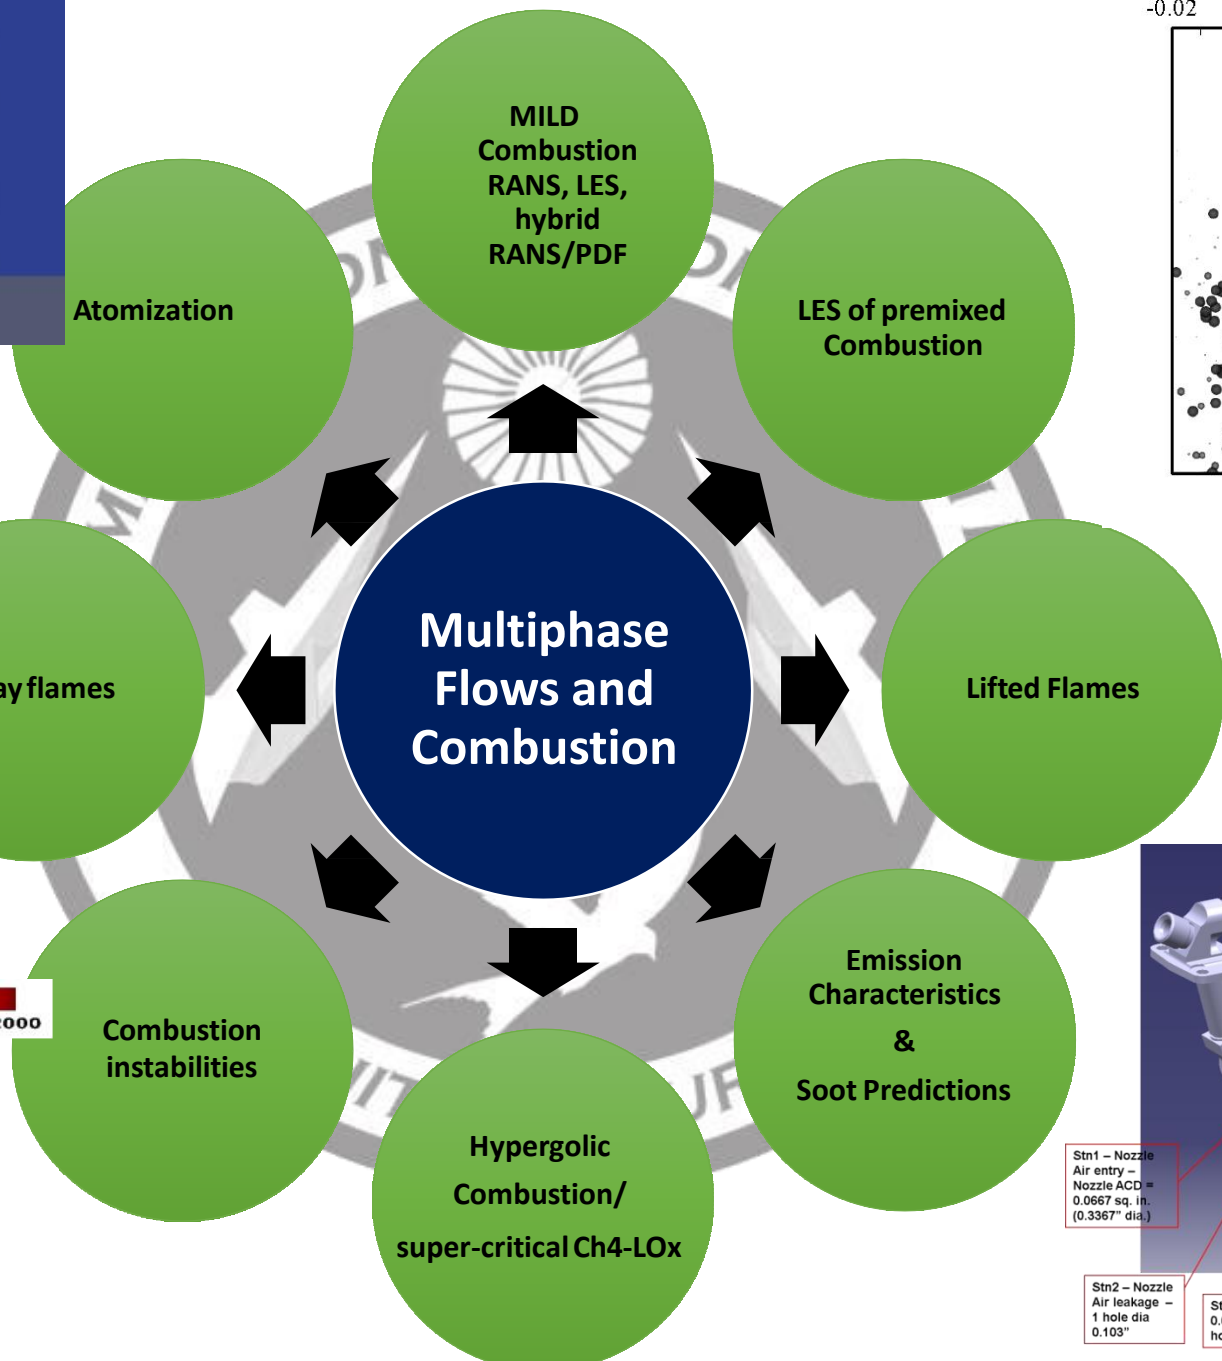 -0.02
MILD
Combustion
RANS, LES,
hybrid
RANS/PDF
Atomization
LES of premixed
Combustion
Multiphase
Flows and
Combustion
flames
Lifted Flames
Emission
Characteristics
&
Soot Predictions
Combustion
instabilities
Hypergolic
Combustion/
super-critical Ch4-LOx
Stn1 – Nozzle
Air entry –
Nozzle ACD =
0.0667 sq. in.
(0.3367" dia.)
Stn2 – Nozzle
Air leakage –
1 hole dia
0.103"